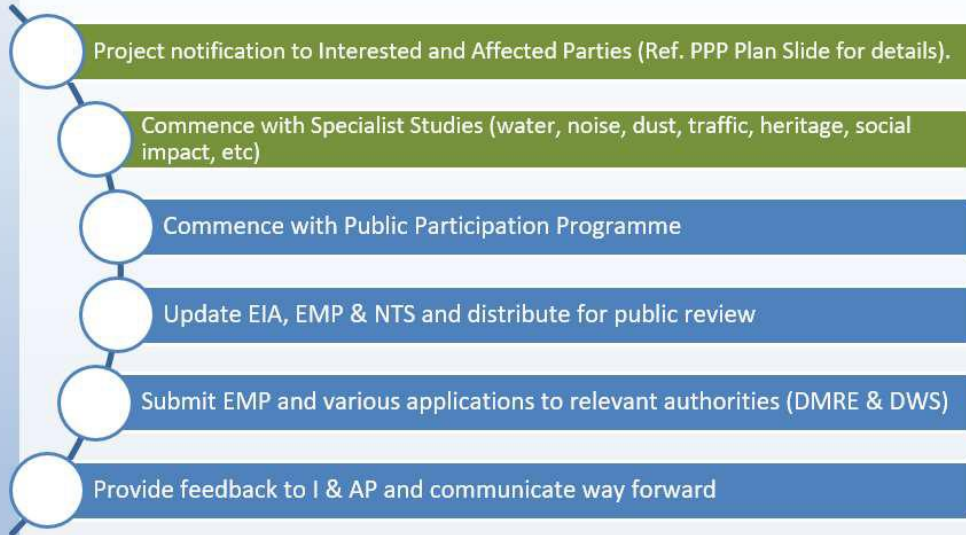 Project notification to Interested and Affected Parties (Ref. PPP Plan Slide for details).
Commence with Specialist Studies (water, noise, dust, traffic, heritage, social
impact, etc)
Commence with Public Participation Programme
Update EIA, EMP & NTS and distribute for public review
Submit EMP and various applications to relevant authorities (DMRE & DWS)
Provide feedback to I & AP and communicate way forward